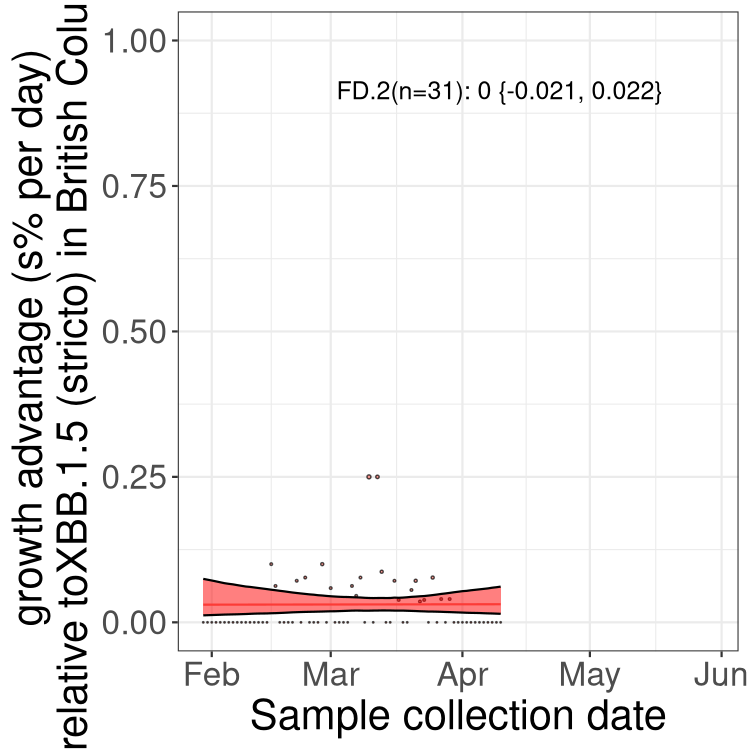 growth advantage (s% per day)
relative toXBB.1.5 (stricto) in British Colu
1.00
0.75
0.50
0.25
0.00
FD.2(n=31): 0 {-0.021, 0.022}
Feb Mar Apr May Jun
Sample collection date